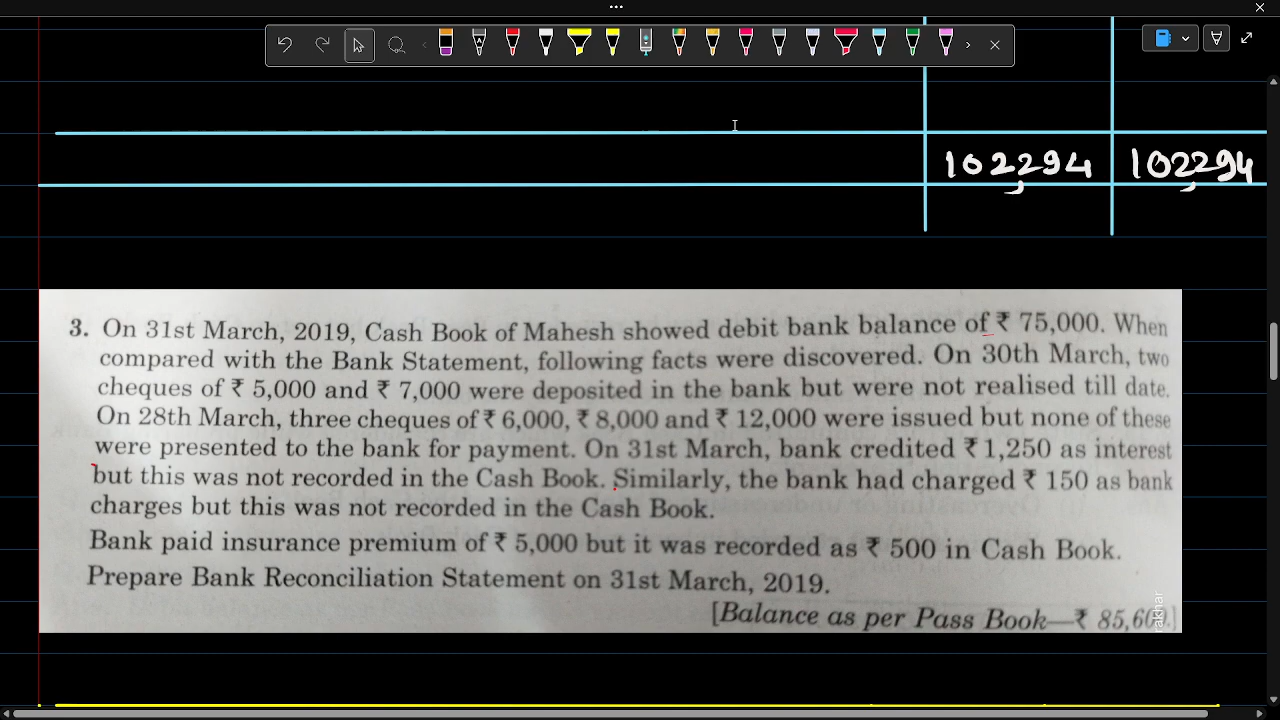 102294 102294
3. On 31st March, 2019, Cash Book of Mahesh showed debit bank balance of ₹ 75,000. When
compared with the Bank Statement, following facts were discovered. On 30th March, two
cheques of ₹ 5,000 and ₹ 7,000 were deposited in the bank but were not realised till date.
On 28th March, three cheques of ₹ 6,000, ₹ 8,000 and ₹ 12,000 were issued but none of these
were presented to the bank for payment. On 31st March, bank credited ₹ 1,250 as interest
but this was not recorded in the Cash Book. Similarly, the bank had charged ₹ 150 as bank
charges but this was not recorded in the Cash Book.
Bank paid insurance premium of ₹ 5,000 but it was recorded as ₹ 500 in Cash Book.
Prepare Bank Reconciliation Statement on 31st March, 2019.
[Balance as per Pass Book—₹ 85,600.]
rakhar